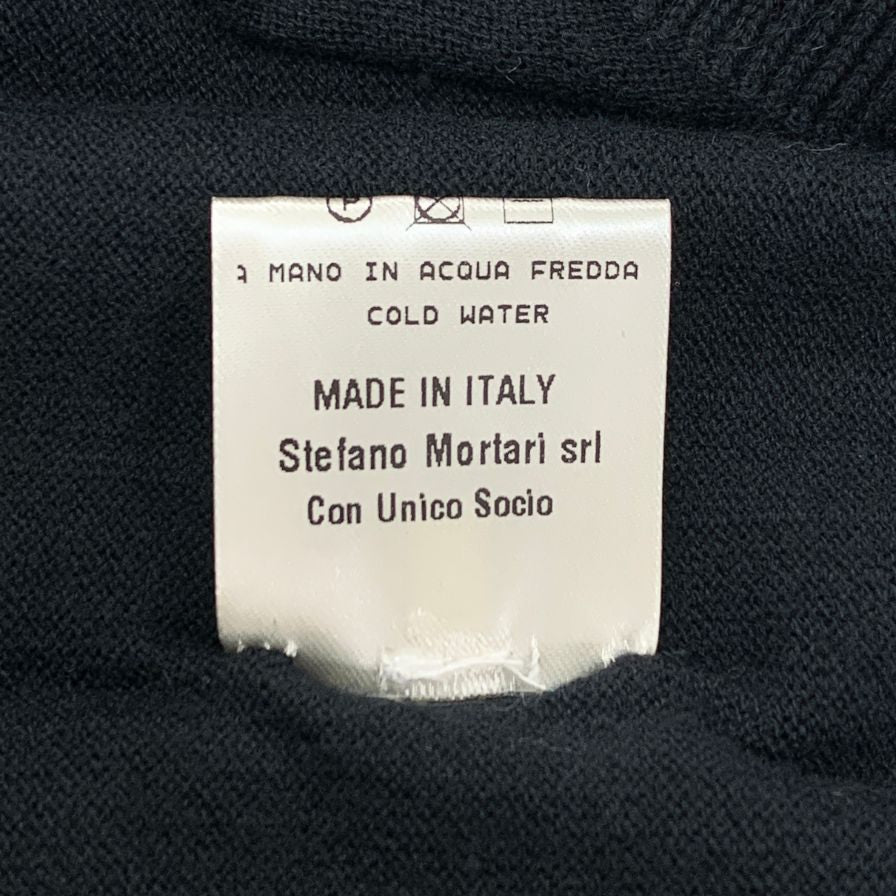 P
MANO IN ACQUA FREDDA
COLD WATER
MADE IN ITALY
Stefano Mortari srl
Con Unico Socio